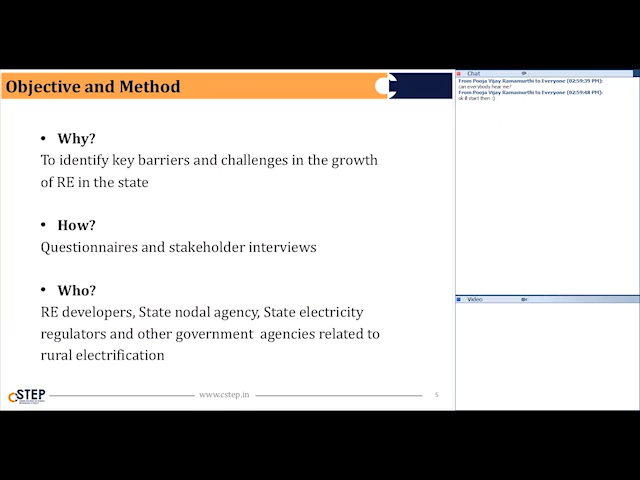 Objective and Method
• Why?
To identify key barriers and challenges in the growth
of RE in the state
• How?
Questionnaires and stakeholder interviews
• Who?
RE developers, State nodal agency, State electricity
regulators and other government agencies related to
rural electrification
CSTEP
www.cstep.in
5
Chat
From Pooja Vijay Ramamurthi to Everyone (02:59:39 PM):
can everybody hear me?
From Pooja Vijay Ramamurthi to Everyone (02:59:48 PM):
ok ill start then :)
Video